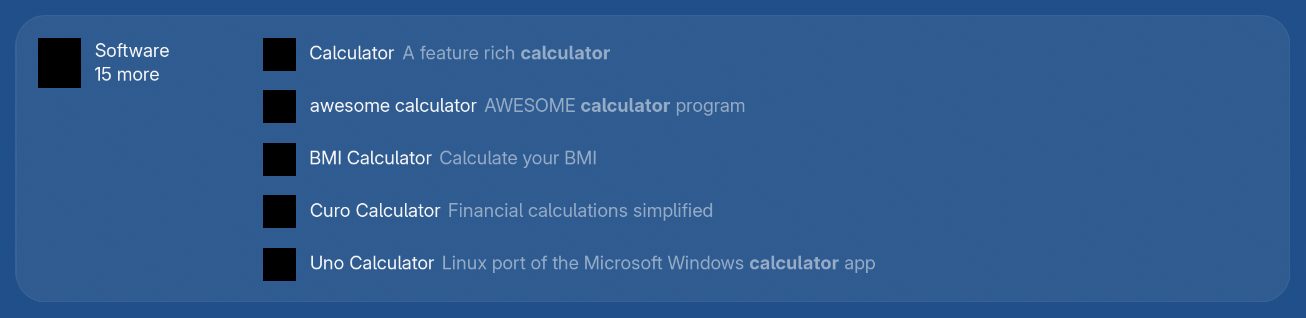 Software
15 more
Calculator A feature rich calculator
awesome calculator AWESOME calculator program
BMI Calculator Calculate your BMI
Curo Calculator Financial calculations simplified
Uno Calculator Linux port of the Microsoft Windows calculator app